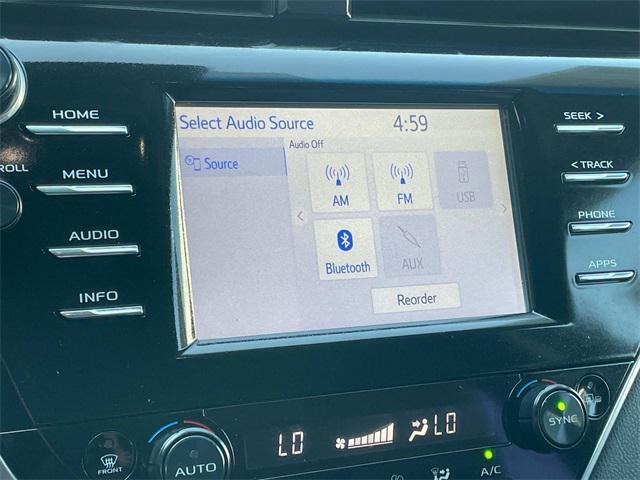 HOME
MENU
AUDIO
INFO
ROLL
Select Audio Source
4:59
Audio Off
Source
AM
FM
USB
Bluetooth
AUX
Reorder
SEEK >
< TRACK
PHONE
APPS
FRONT
AUTO
LO
LO
SYNC
A/C